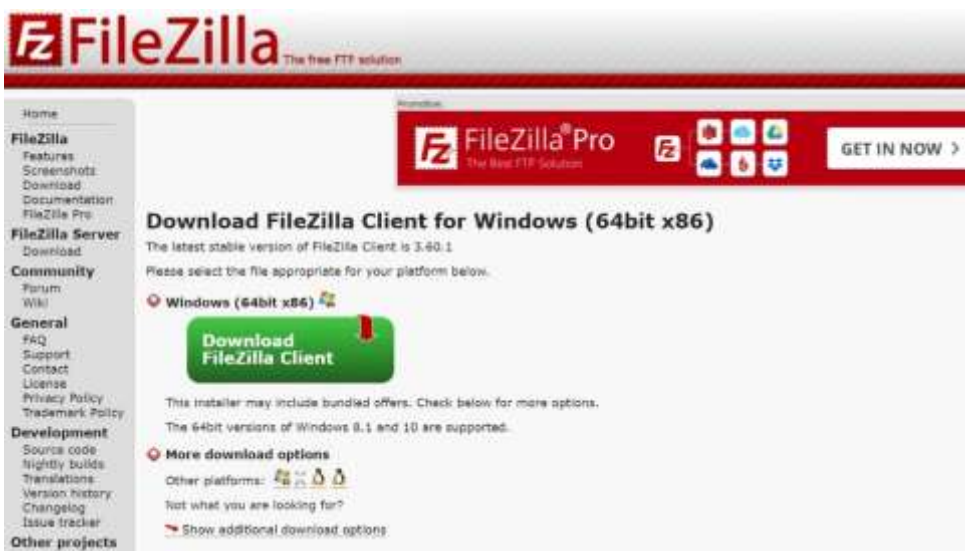 FileZilla The free FTP solution
Home
FileZilla
Features
Screenshots
Download
Documentation
FileZilla Pro
FileZilla Server
Download
Community
Forum
Wiki
General
FAQ
Support
Contact
License
Privacy Policy
Trademark Policy
Development
Source code
Nightly builds
Translations
Version history
Changelog
Issue tracker
Other projects
Promotion:
FileZilla® Pro
The Best FTP Solution
GET IN NOW >
Download FileZilla Client for Windows (64bit x86)
The latest stable version of FileZilla Client is 3.60.1
Please select the file appropriate for your platform below.
Windows (64bit x86)
Download
FileZilla Client
This installer may include bundled offers. Check below for more options.
The 64bit versions of Windows 8.1 and 10 are supported.
More download options
Other platforms:
Not what you are looking for?
Show additional download options